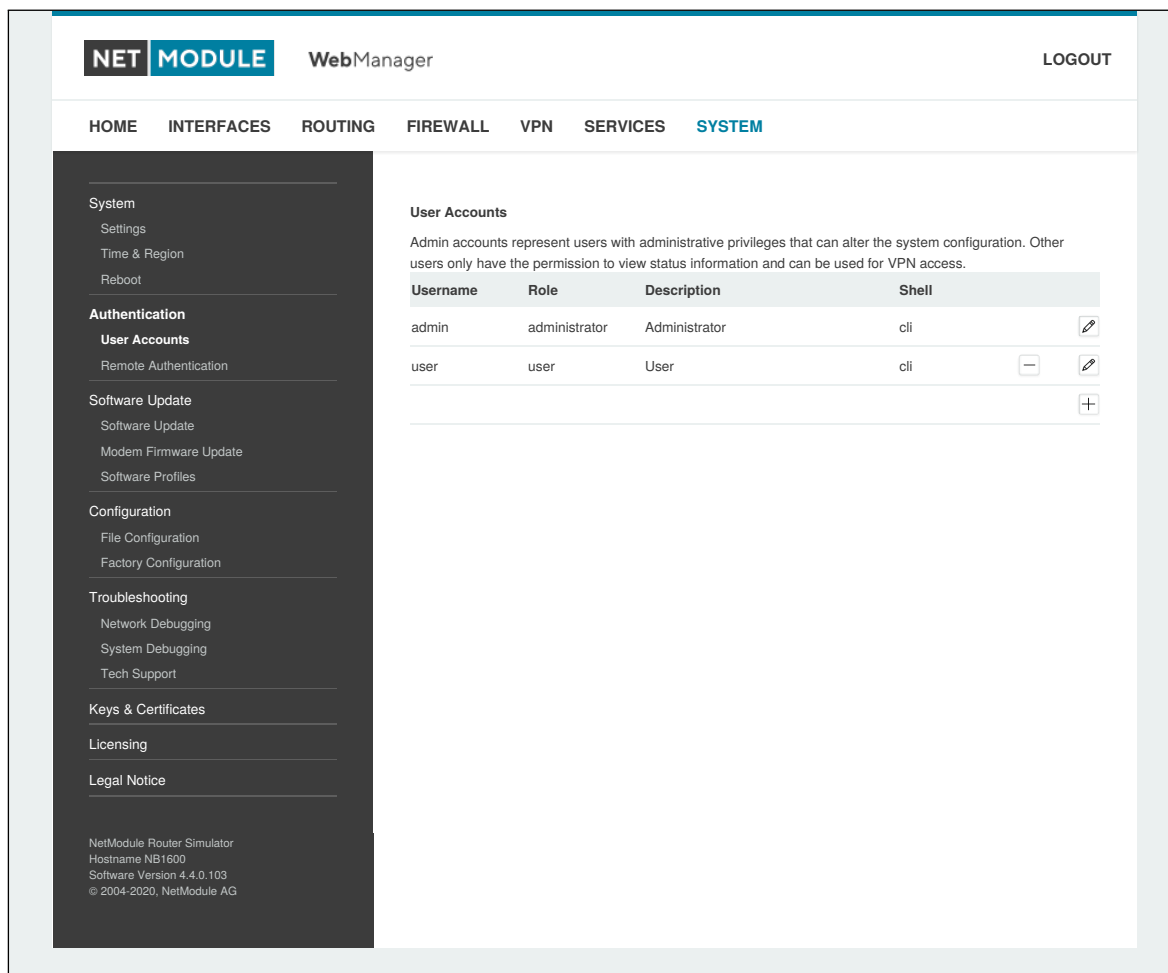 NET MODULE WebManager LOGOUT
HOME INTERFACES ROUTING FIREWALL VPN SERVICES SYSTEM
System
Settings
Time & Region
Reboot
Authentication
User Accounts
Remote Authentication
Software Update
Software Update
Modem Firmware Update
Software Profiles
Configuration
File Configuration
Factory Configuration
Troubleshooting
Network Debugging
System Debugging
Tech Support
Keys & Certificates
Licensing
Legal Notice
NetModule Router Simulator
Hostname NB1600
Software Version 4.4.0.103
© 2004-2020, NetModule AG
User Accounts
Admin accounts represent users with administrative privileges that can alter the system configuration. Other
users only have the permission to view status information and can be used for VPN access.
Username Role Description Shell
admin administrator Administrator cli
user user User cli